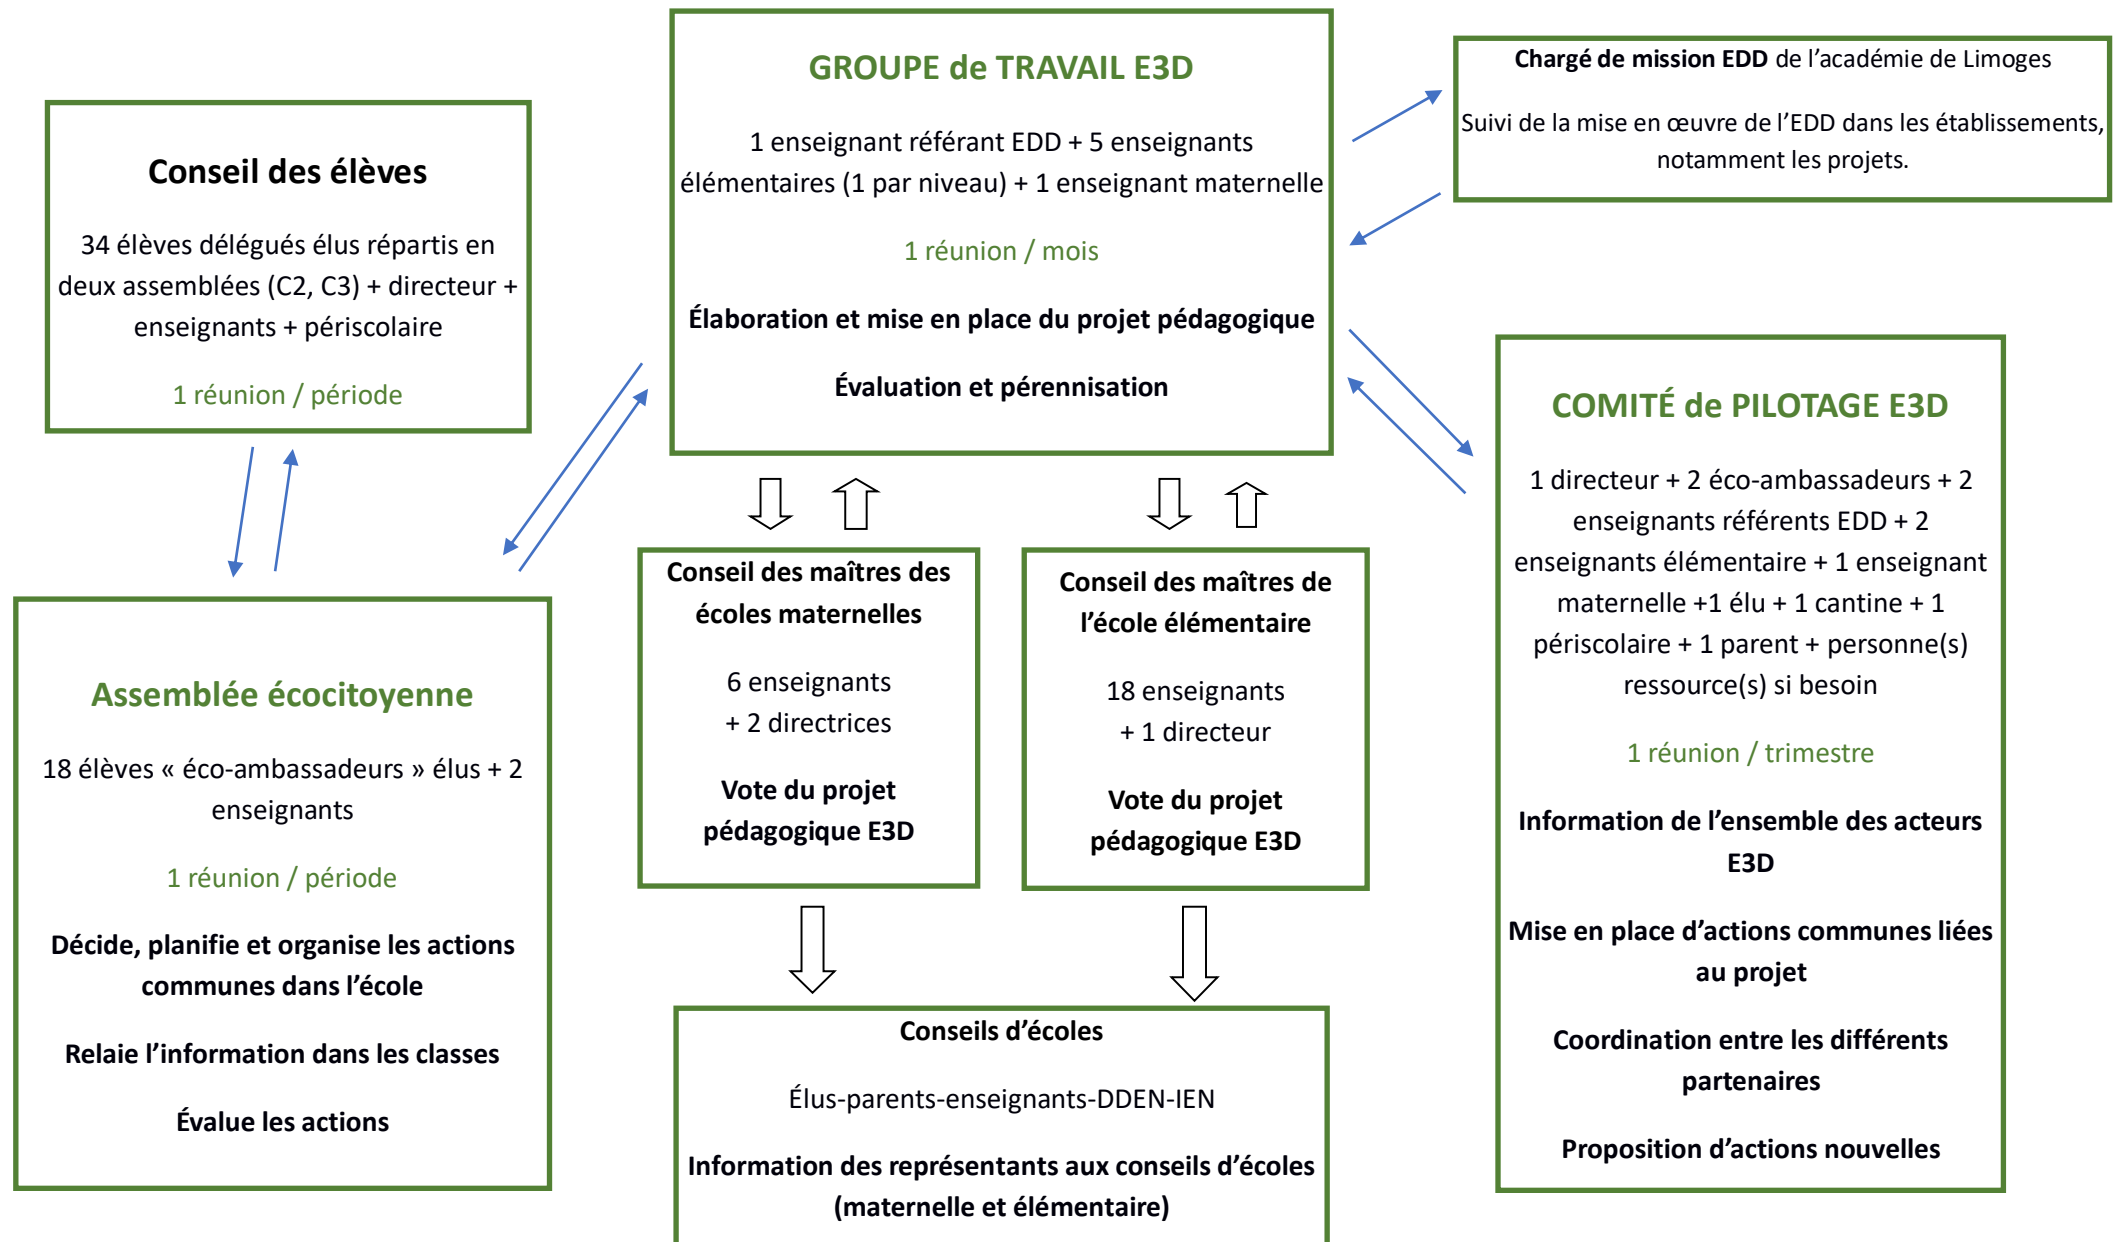 GROUPE de TRAVAIL E3D
1 enseignant référant EDD + 5 enseignants
élémentaires (1 par niveau) + 1 enseignant maternelle
1 réunion / mois
Élaboration et mise en place du projet pédagogique
Évaluation et pérennisation
Chargé de mission EDD de l’académie de Limoges
Suivi de la mise en œuvre de l’EDD dans les établissements,
notamment les projets.
Conseil des élèves
34 élèves délégués élus répartis en
deux assemblées (C2, C3) + directeur +
enseignants + périscolaire
1 réunion / période
COMITÉ de PILOTAGE E3D
1 directeur + 2 éco-ambassadeurs + 2
enseignants référents EDD + 2
enseignants élémentaire + 1 enseignant
maternelle +1 élu + 1 cantine + 1
périscolaire + 1 parent + personne(s)
ressource(s) si besoin
1 réunion / trimestre
Information de l’ensemble des acteurs
E3D
Mise en place d’actions communes liées
au projet
Coordination entre les différents
partenaires
Proposition d’actions nouvelles
Conseil des maîtres des
écoles maternelles
6 enseignants
+ 2 directrices
Vote du projet
pédagogique E3D
Conseil des maîtres de
l’école élémentaire
18 enseignants
+ 1 directeur
Vote du projet
pédagogique E3D
Assemblée écocitoyenne
18 élèves « éco-ambassadeurs » élus + 2
enseignants
1 réunion / période
Décide, planifie et organise les actions
communes dans l’école
Relaie l’information dans les classes
Évalue les actions
Conseils d’écoles
Élus-parents-enseignants-DDEN-IEN
Information des représentants aux conseils d’écoles
(maternelle et élémentaire)